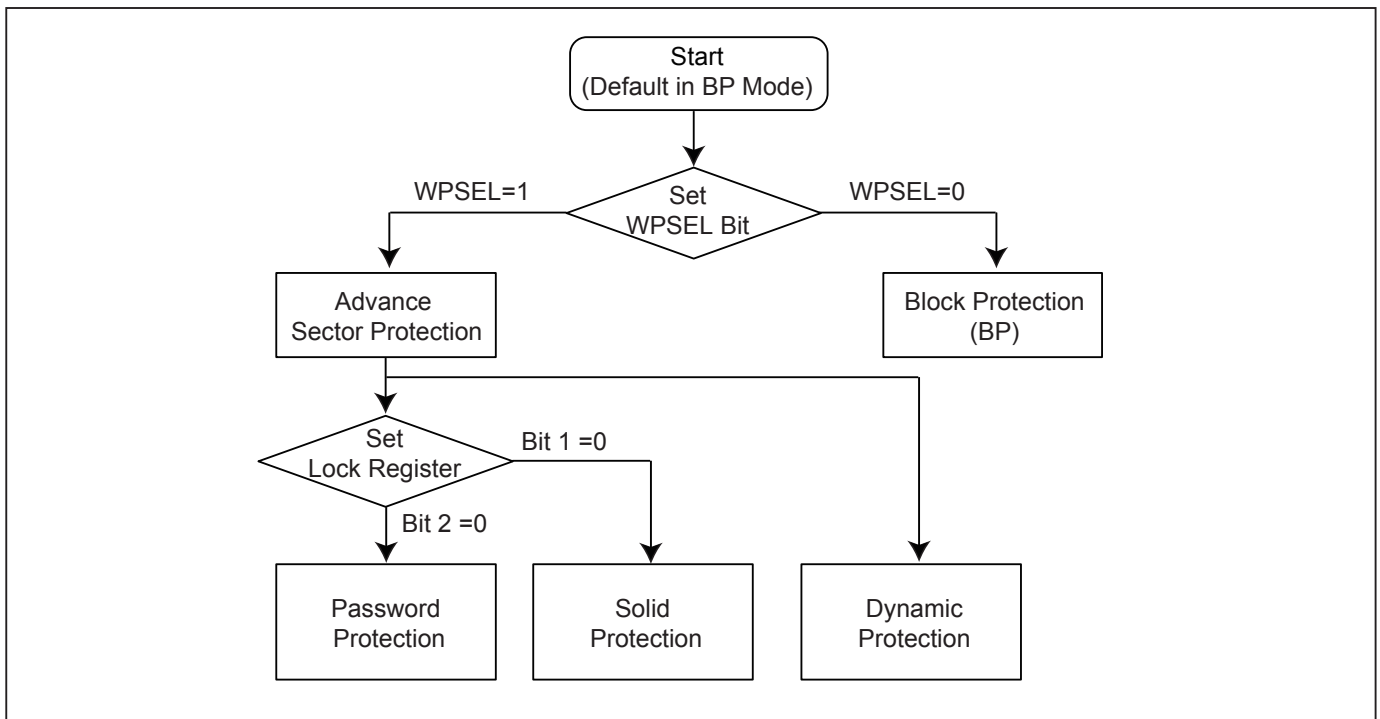 Start
(Default in BP Mode)
WPSEL=1
Set
WPSEL Bit
WPSEL=0
Advance
Sector Protection
Block Protection
(BP)
Set
Lock Register
Bit 1 =0
Bit 2 =0
Password
Protection
Solid
Protection
Dynamic
Protection